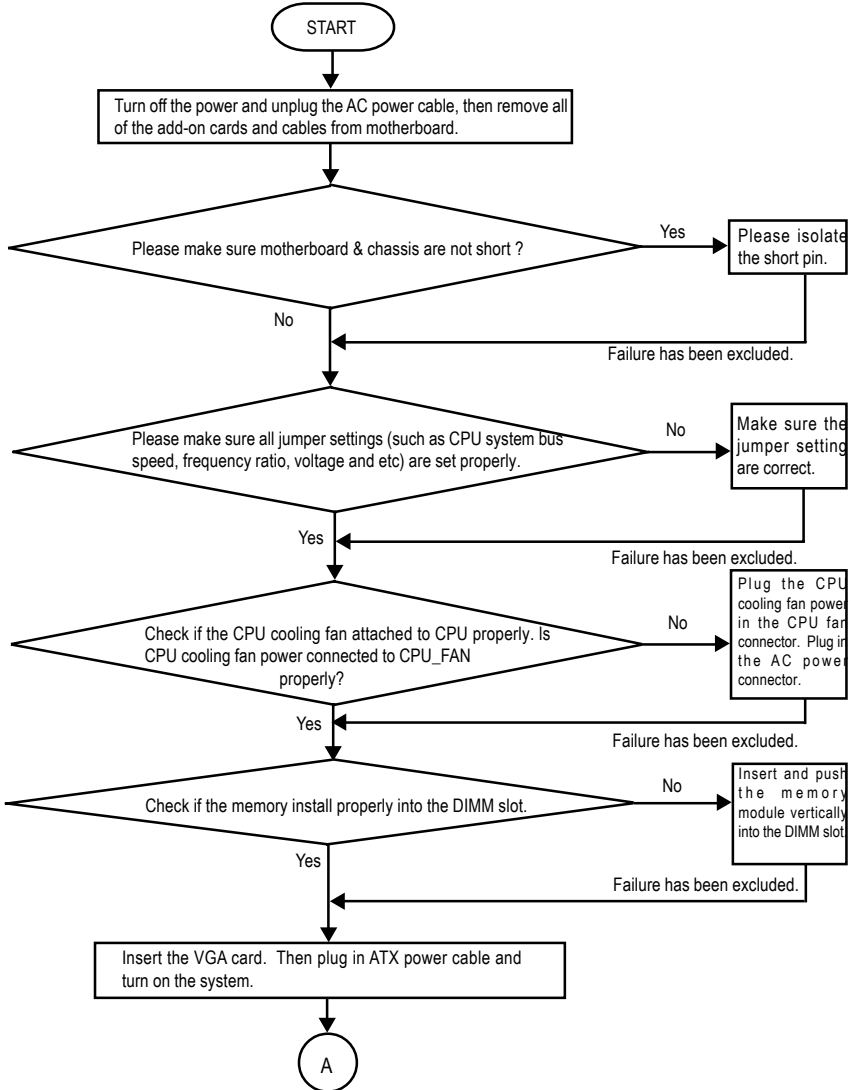 START
Turn off the power and unplug the AC power cable, then remove all
of the add-on cards and cables from motherboard.
Please make sure motherboard & chassis are not short ?
Yes
Please isolate
the short pin.
No
Failure has been excluded.
Please make sure all jumper settings (such as CPU system bus
speed, frequency ratio, voltage and etc) are set properly.
No
Make sure the
jumper setting
are correct.
Yes
Failure has been excluded.
Check if the CPU cooling fan attached to CPU properly. Is
CPU cooling fan power connected to CPU_FAN
properly?
No
Plug the CPU
cooling fan power
in the CPU fan
connector. Plug in
the AC power
connector.
Yes
Failure has been excluded.
Check if the memory install properly into the DIMM slot.
No
Insert and push
the memory
module vertically
into the DIMM slot.
Yes
Failure has been excluded.
Insert the VGA card. Then plug in ATX power cable and
turn on the system.
A